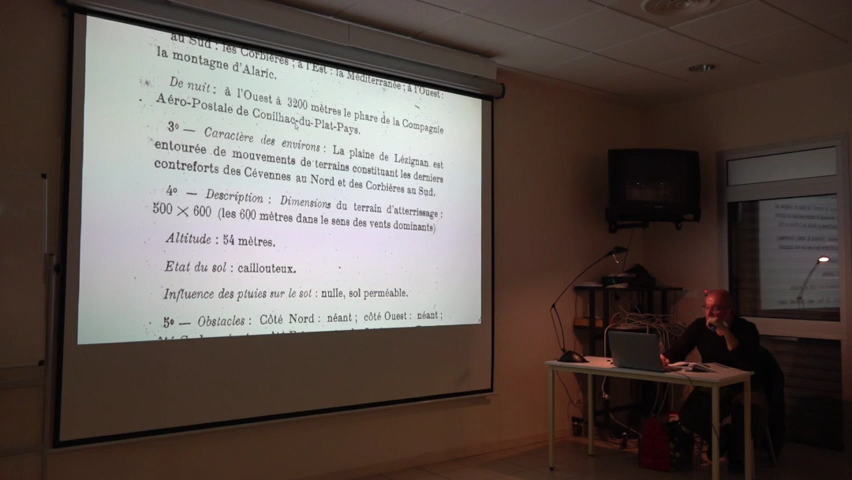 au Sud : les Corbières ; à l'Est : la Méditerranée ; à l'Ouest :
la montagne d'Alaric.
De nuit : à l'Ouest à 3200 mètres le phare de la Compagnie
Aéro-Postale de Conilhac-du-Plat-Pays.
3º — Caractère des environs : La plaine de Lézignan est
entourée de mouvements de terrains constituant les derniers
contreforts des Cévennes au Nord et des Corbières au Sud.
4º — Description : Dimensions du terrain d'atterrissage :
500 × 600 (les 600 mètres dans le sens des vents dominants)
Altitude : 54 mètres.
Etat du sol : caillouteux.
Influence des pluies sur le sol : nulle, sol perméable.
5º — Obstacles : Côté Nord : néant ; côté Ouest : néant ;